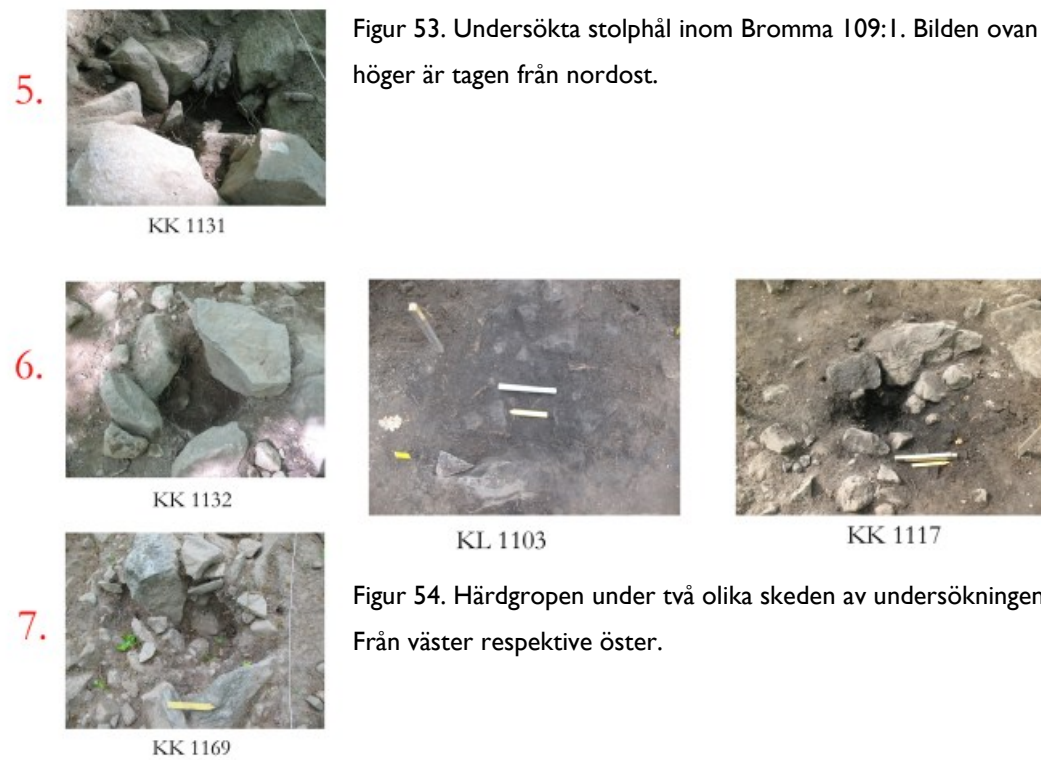 Figur 53. Undersökta stolphål inom Bromma 109:1. Bilden ovan
höger är tagen från nordost.
5.
KK 1131
6.
KK 1132
KL 1103
KK 1117
Figur 54. Härdgropen under två olika skeden av undersökningen
Från väster respektive öster.
7.
KK 1169